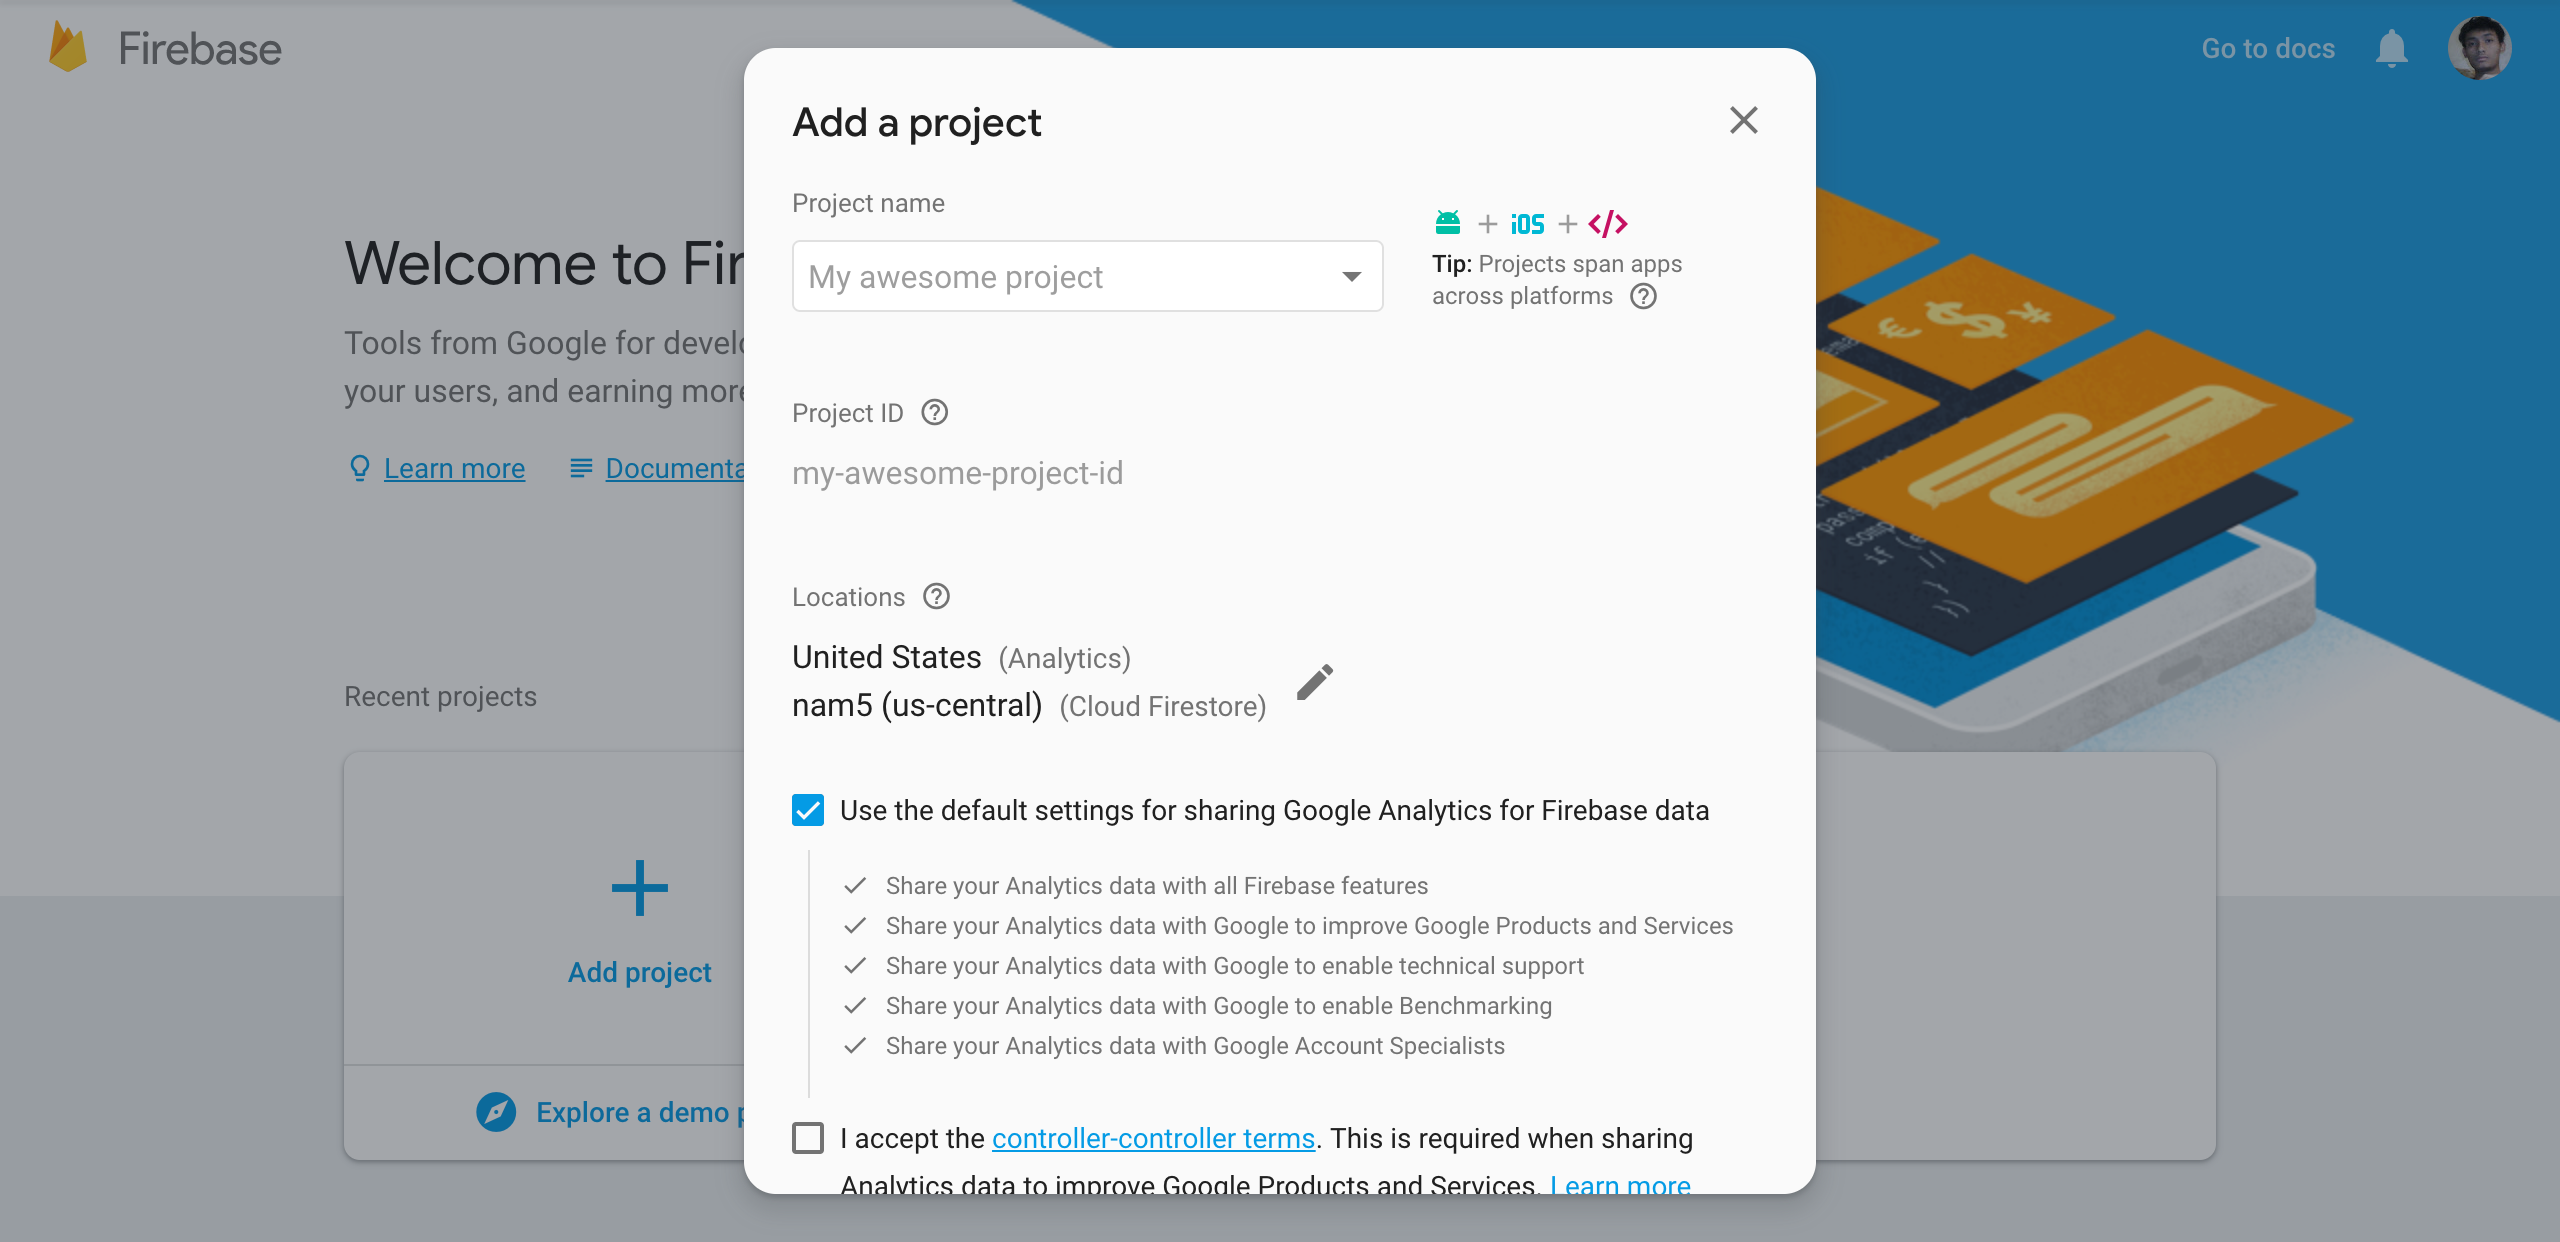 Firebase
Go to docs
Add a project
Project name
My awesome project
iOS
</>
Tip: Projects span apps
across platforms
Project ID
my-awesome-project-id
Locations
United States (Analytics)
nam5 (us-central) (Cloud Firestore)
Use the default settings for sharing Google Analytics for Firebase data
Share your Analytics data with all Firebase features
Share your Analytics data with Google to improve Google Products and Services
Share your Analytics data with Google to enable technical support
Share your Analytics data with Google to enable Benchmarking
Share your Analytics data with Google Account Specialists
I accept the controller-controller terms. This is required when sharing
Analytics data to improve Google Products and Services. Learn more
Welcome to
Tools from Google for
your users, and earning more
Learn more
Recent projects
Add project
Explore a demo
if (